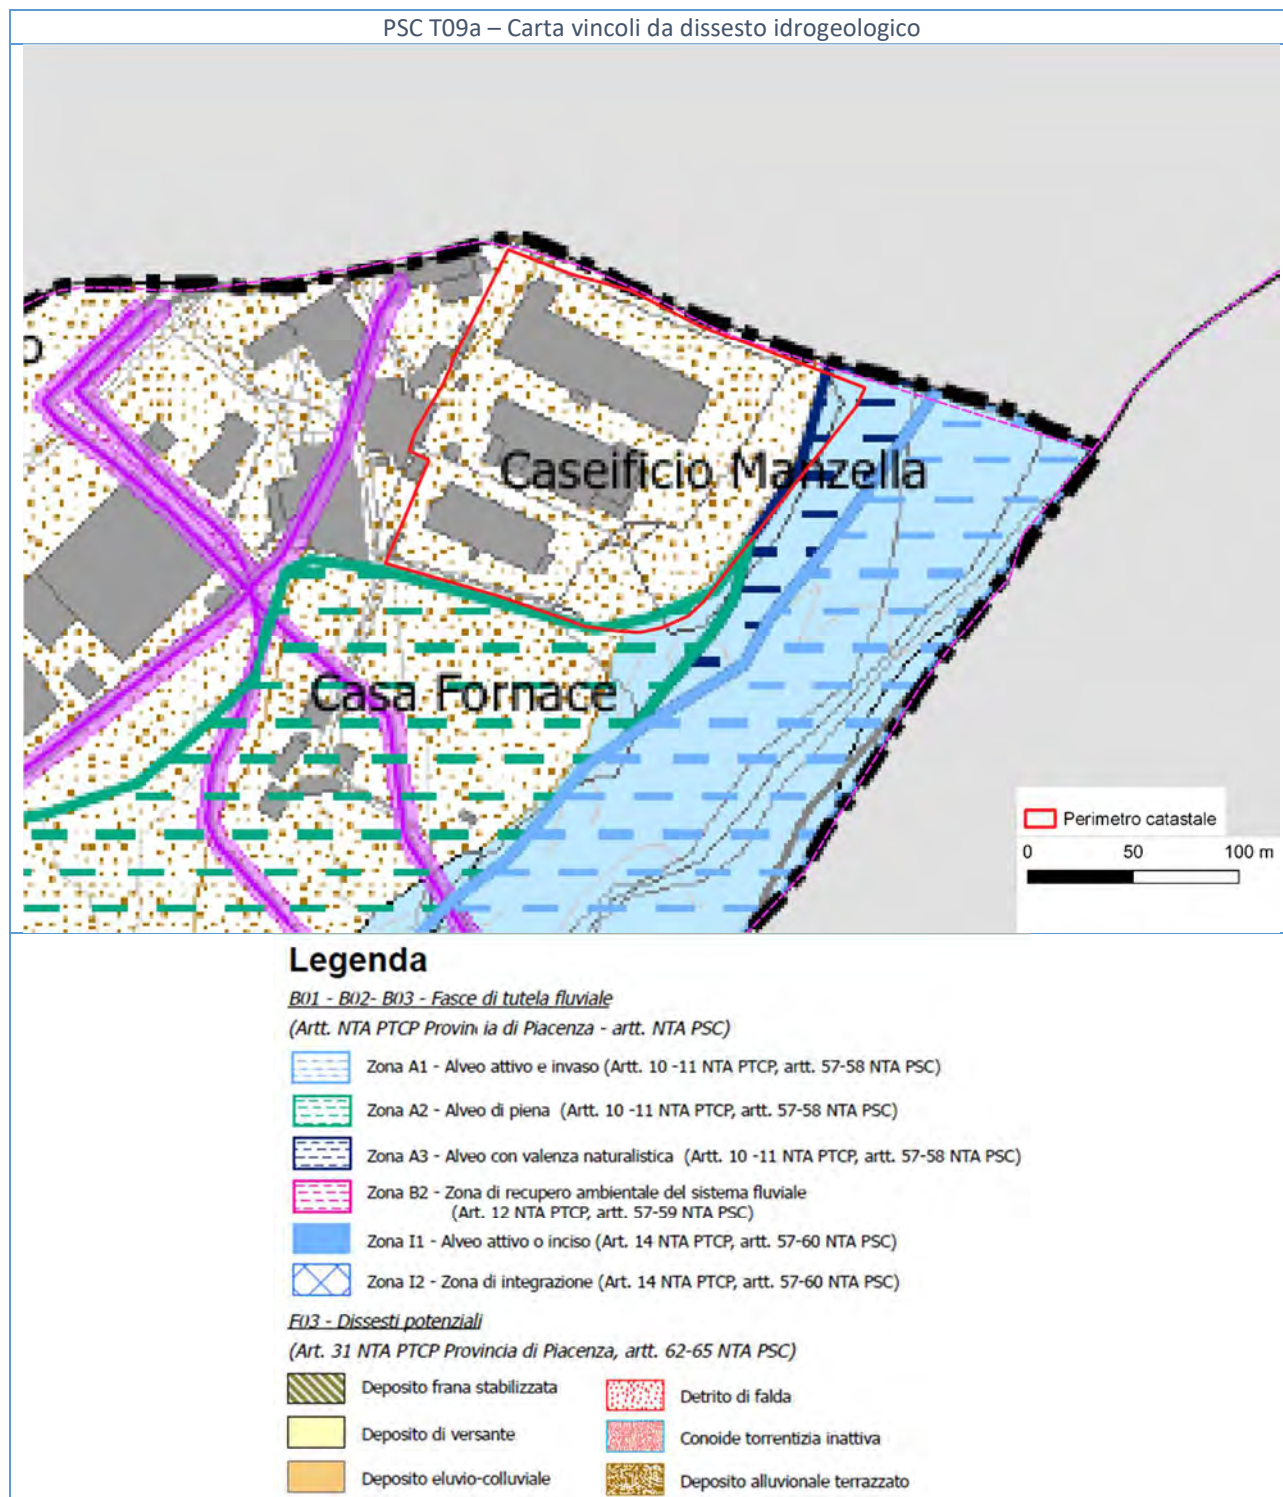 PSC T09a – Carta vincoli da dissesto idrogeologico
o
Caseificio Manzella
Casa Fornace
Perimetro catastale
0 50 100 m
Legenda
B01 - B02- B03 - Fasce di tutela fluviale
(Artt. NTA PTCP Provincia di Piacenza - artt. NTA PSC)
Zona A1 - Alveo attivo e invaso (Artt. 10 -11 NTA PTCP, artt. 57-58 NTA PSC)
Zona A2 - Alveo di piena (Artt. 10 -11 NTA PTCP, artt. 57-58 NTA PSC)
Zona A3 - Alveo con valenza naturalistica (Artt. 10 -11 NTA PTCP, artt. 57-58 NTA PSC)
Zona B2 - Zona di recupero ambientale del sistema fluviale
(Art. 12 NTA PTCP, artt. 57-59 NTA PSC)
Zona I1 - Alveo attivo o inciso (Art. 14 NTA PTCP, artt. 57-60 NTA PSC)
Zona I2 - Zona di integrazione (Art. 14 NTA PTCP, artt. 57-60 NTA PSC)
F03 - Dissesti potenziali
(Art. 31 NTA PTCP Provincia di Piacenza, artt. 62-65 NTA PSC)
Deposito frana stabilizzata
Detrito di falda
Deposito di versante
Conoide torrentizia inattiva
Deposito eluvio-colluviale
Deposito alluvionale terrazzato